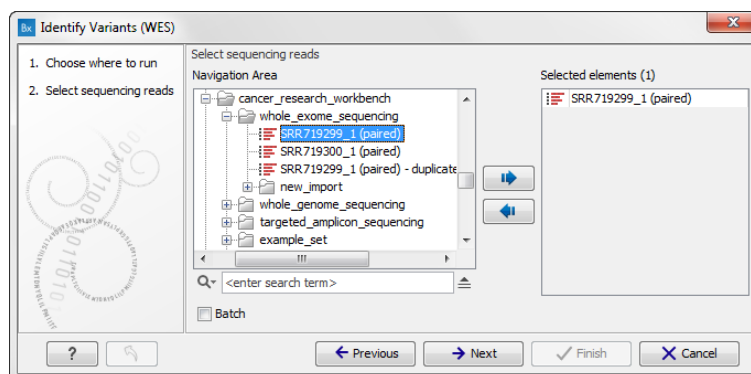 Bx Identify Variants (WES)
1. Choose where to run
2. Select sequencing reads
Select sequencing reads
Navigation Area
cancer_research_workbench
whole_exome_sequencing
SRR719299_1 (paired)
SRR719300_1 (paired)
SRR719299_1 (paired) - duplicate
new_import
whole_genome_sequencing
targeted_amplicon_sequencing
example_set
<enter search term>
Batch
Selected elements (1)
SRR719299_1 (paired)
? Previous Next Finish Cancel